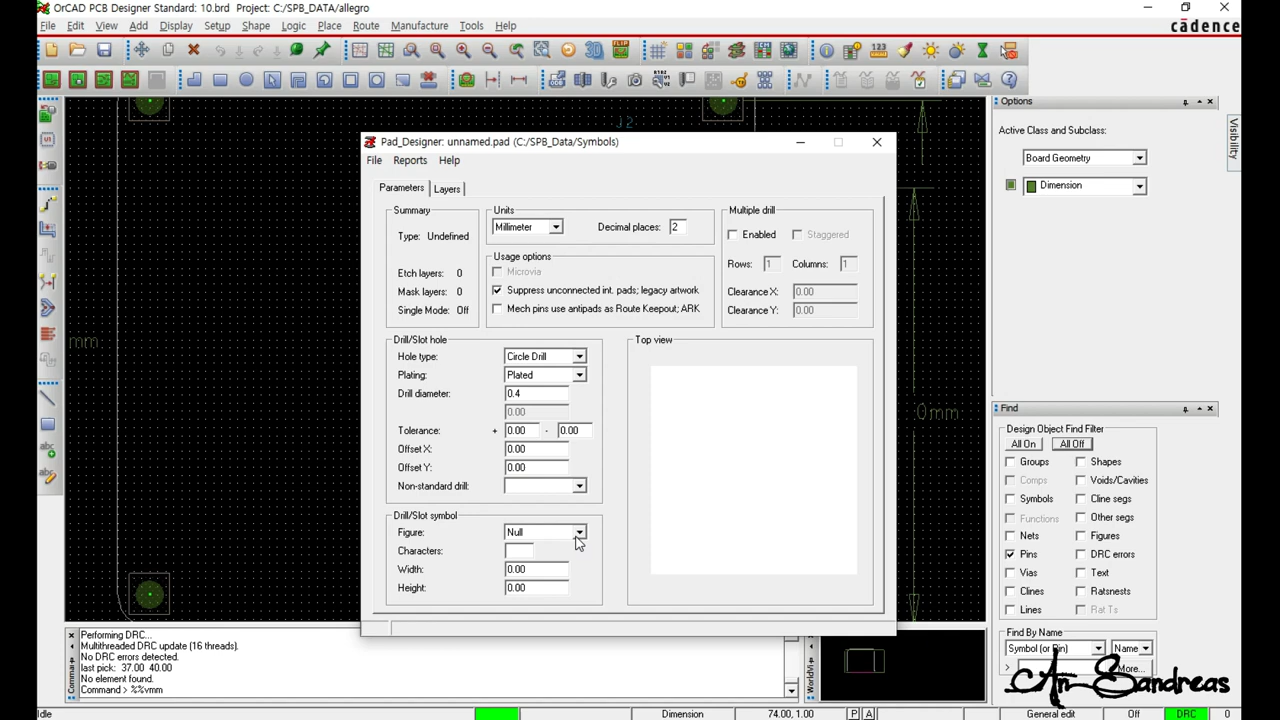 OrCAD PCB Designer Standard: 10.brd Project: C:/SPB_DATA/allegro
File Edit View Add Display Setup Shape Logic Place Route Manufacture Tools Help
cādence
J2
mm
0mm
Pad_Designer: unnamed.pad (C:/SPB_Data/Symbols)
File Reports Help
Parameters Layers
Summary
Type: Undefined
Etch layers: 0
Mask layers: 0
Single Mode: Off
Units
Millimeter Decimal places: 2
Usage options
Microvia
Suppress unconnected int. pads; legacy artwork
Mech pins use antipads as Route Keepout; ARK
Multiple drill
Enabled Staggered
Rows: 1 Columns: 1
Clearance X: 0.00
Clearance Y: 0.00
Drill/Slot hole
Hole type: Circle Drill
Plating: Plated
Drill diameter: 0.4
0.00
Tolerance: + 0.00 - 0.00
Offset X: 0.00
Offset Y: 0.00
Non-standard drill:
Drill/Slot symbol
Figure: Null
Characters:
Width: 0.00
Height: 0.00
Top view
Options
Active Class and Subclass:
Board Geometry
Dimension
Visibility
Find
Design Object Find Filter
All On All Off
Groups Shapes
Comps Voids/Cavities
Symbols Cline segs
Functions Other segs
Nets Figures
Pins DRC errors
Vias Text
Clines Ratsnests
Lines Rat Ts
Find By Name
Symbol (or Pin) Name
> More...
An Sandreas
Performing DRC...
Multithreaded DRC update (16 threads).
No DRC errors detected.
last pick: 37.00 40.00
No element found.
Command > %%vmm
Idle Dimension 74.00, 1.00 P A General edit Off DRC 0